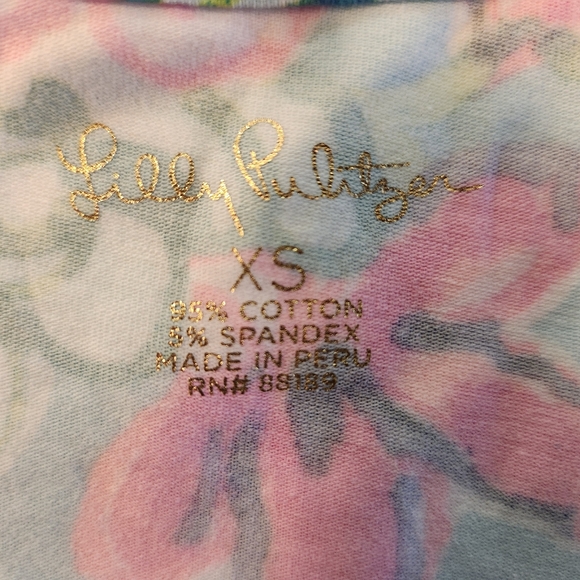 Lilly Pulitzer
XS
95% COTTON
5% SPANDEX
MADE IN PERU
RN# 88199